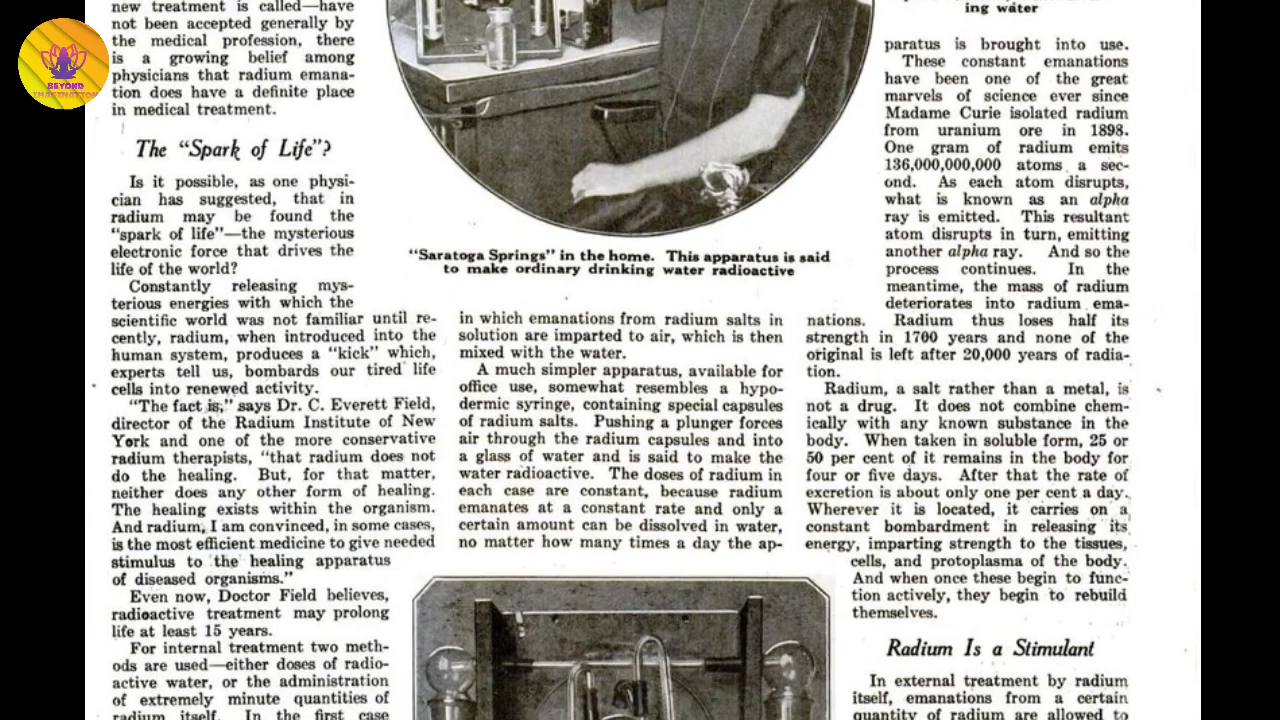 BEYOND
IMAGINATION
new treatment is called—have
not been accepted generally by
the medical profession, there
is a growing belief among
physicians that radium emana-
tion does have a definite place
in medical treatment.
The “Spark of Life”?
Is it possible, as one physi-
cian has suggested, that in
radium may be found the
“spark of life”—the mysterious
electronic force that drives the
life of the world?
Constantly releasing mys-
terious energies with which the
scientific world was not familiar until re-
cently, radium, when introduced into the
human system, produces a “kick” which,
experts tell us, bombards our tired life
cells into renewed activity.
“The fact is,” says Dr. C. Everett Field,
director of the Radium Institute of New
York and one of the more conservative
radium therapists, “that radium does not
do the healing. But, for that matter,
neither does any other form of healing.
The healing exists within the organism.
And radium, I am convinced, in some cases,
is the most efficient medicine to give needed
stimulus to the healing apparatus
of diseased organisms.”
Even now, Doctor Field believes,
radioactive treatment may prolong
life at least 15 years.
For internal treatment two meth-
ods are used—either doses of radio-
active water, or the administration
of extremely minute quantities of
radium itself. In the first case
“Saratoga Springs” in the home. This apparatus is said
to make ordinary drinking water radioactive
in which emanations from radium salts in
solution are imparted to air, which is then
mixed with the water.
A much simpler apparatus, available for
office use, somewhat resembles a hypo-
dermic syringe, containing special capsules
of radium salts. Pushing a plunger forces
air through the radium capsules and into
a glass of water and is said to make the
water radioactive. The doses of radium in
each case are constant, because radium
emanates at a constant rate and only a
certain amount can be dissolved in water,
no matter how many times a day the ap-
ing water
paratus is brought into use.
These constant emanations
have been one of the great
marvels of science ever since
Madame Curie isolated radium
from uranium ore in 1898.
One gram of radium emits
136,000,000,000 atoms a sec-
ond. As each atom disrupts,
what is known as an alpha
ray is emitted. This resultant
atom disrupts in turn, emitting
another alpha ray. And so the
process continues. In the
meantime, the mass of radium
deteriorates into radium ema-
nations. Radium thus loses half its
strength in 1700 years and none of the
original is left after 20,000 years of radia-
tion.
Radium, a salt rather than a metal, is
not a drug. It does not combine chem-
ically with any known substance in the
body. When taken in soluble form, 25 or
50 per cent of it remains in the body for
four or five days. After that the rate of
excretion is about only one per cent a day.
Wherever it is located, it carries on a
constant bombardment in releasing its
energy, imparting strength to the tissues,
cells, and protoplasma of the body.
And when once these begin to func-
tion actively, they begin to rebuild
themselves.
Radium Is a Stimulant
In external treatment by radium
itself, emanations from a certain
quantity of radium are allowed to